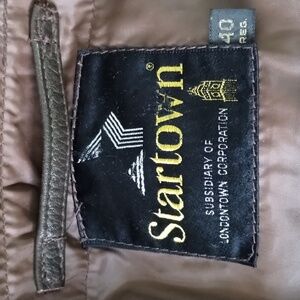 40
REG.
Startown®
SUBSIDIARY OF
LONDONTOWN CORPORATION